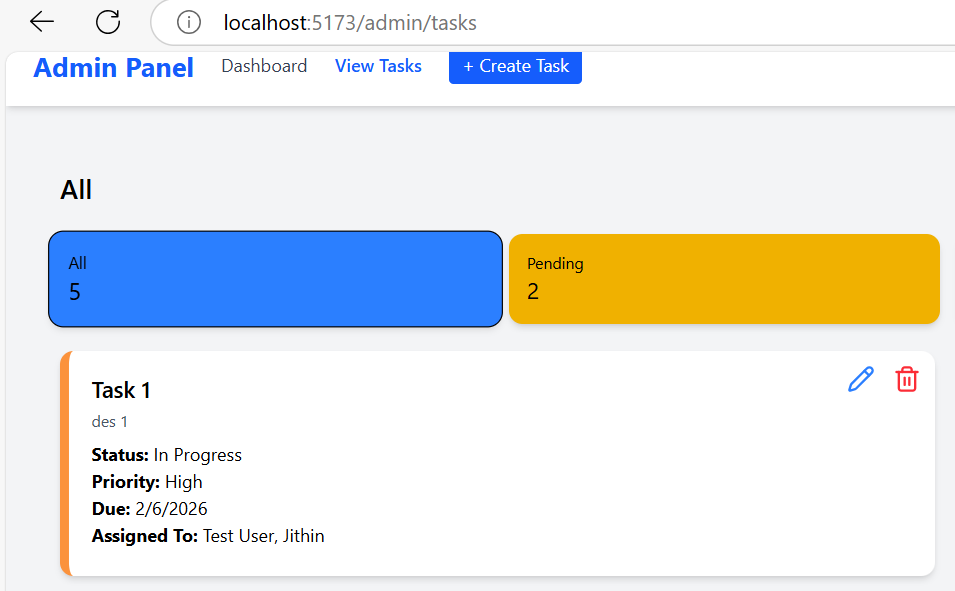 localhost:5173/admin/tasks
Admin Panel Dashboard View Tasks + Create Task
All
All
5
Pending
2
Task 1
des 1
Status: In Progress
Priority: High
Due: 2/6/2026
Assigned To: Test User, Jithin